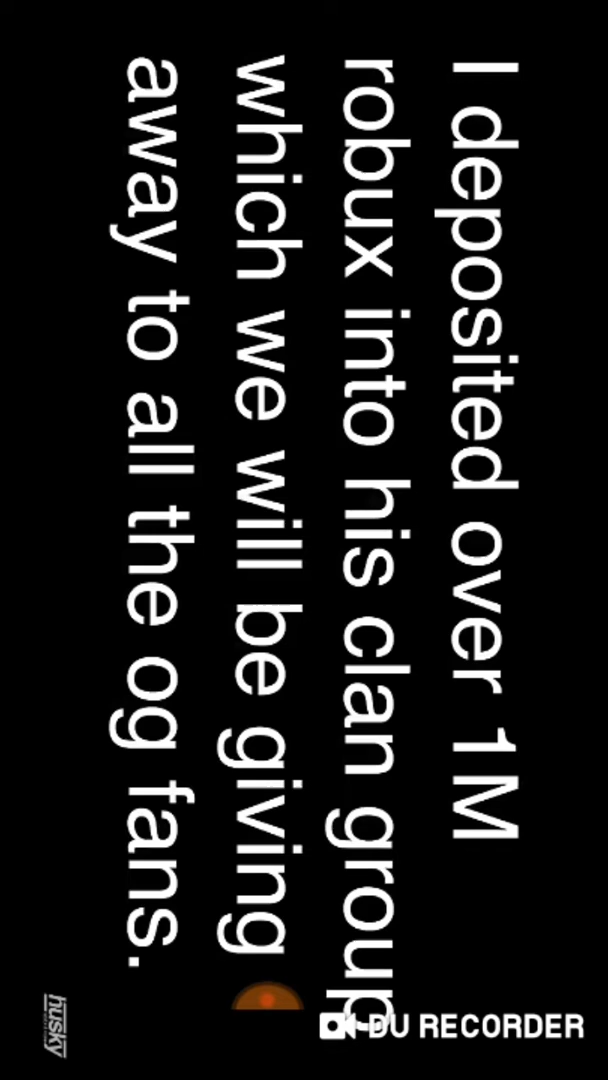 I deposited over 1M
robux into his clan group
which we will be giving
away to all the og fans.
DU RECORDER
husky